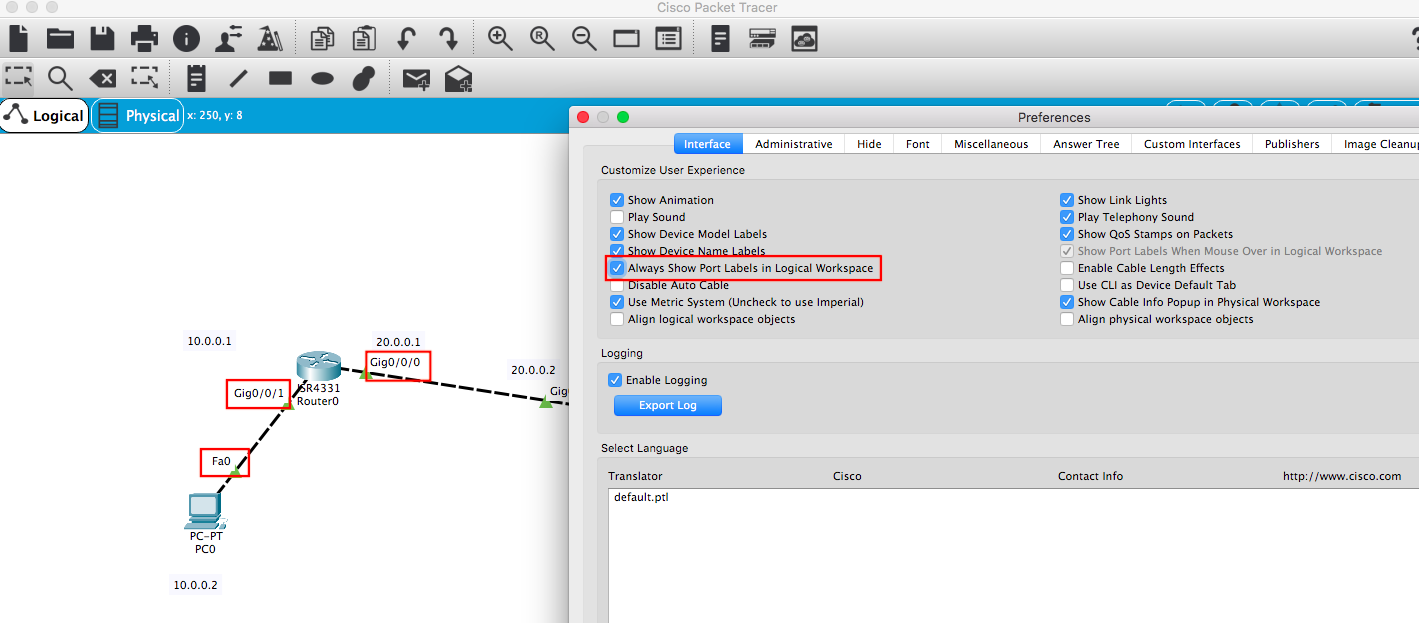 Cisco Packet Tracer
Logical
Physical
x: 250, y: 8
Preferences
Interface
Administrative
Hide
Font
Miscellaneous
Answer Tree
Custom Interfaces
Publishers
Image Cleanup
Customize User Experience
Show Animation
Play Sound
Show Device Model Labels
Show Device Name Labels
Always Show Port Labels in Logical Workspace
Disable Auto Cable
Use Metric System (Uncheck to use Imperial)
Align logical workspace objects
Show Link Lights
Play Telephony Sound
Show QoS Stamps on Packets
Show Port Labels When Mouse Over in Logical Workspace
Enable Cable Length Effects
Use CLI as Device Default Tab
Show Cable Info Popup in Physical Workspace
Align physical workspace objects
Logging
Enable Logging
Export Log
Select Language
Translator
Cisco
Contact Info
http://www.cisco.com
default.ptl
10.0.0.1
20.0.0.1
Gig0/0/0
20.0.0.2
Gig
Gig0/0/1
ISR4331
Router0
Fa0
PC-PT
PC0
10.0.0.2